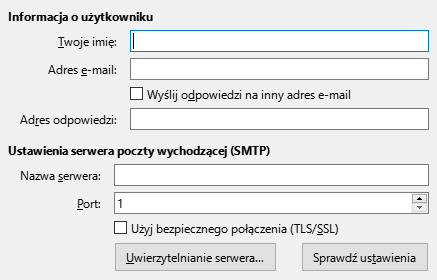 Informacja o użytkowniku
Twoje imię:
Adres e-mail:
Wyślij odpowiedzi na inny adres e-mail
Adres odpowiedzi:
Ustawienia serwera poczty wychodzącej (SMTP)
Nazwa serwera:
Port: 1
Użyj bezpiecznego połączenia (TLS/SSL)
Uwierzytelnianie serwera... Sprawdź ustawienia